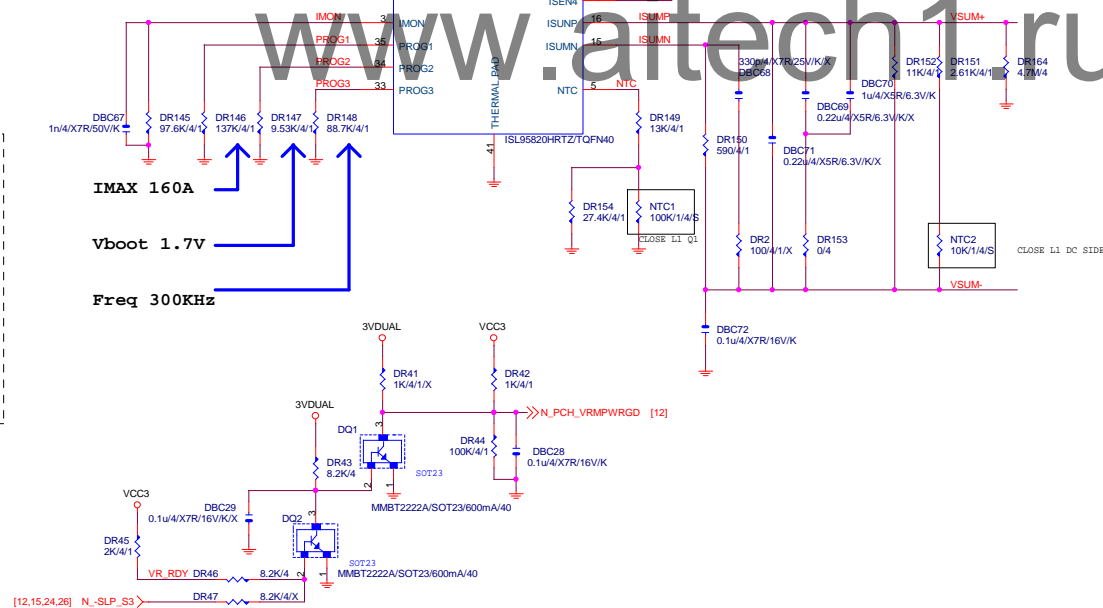 www.aitech1.ru
ISEN4
IMON
3
IMON
ISUNP
16
ISUMP
VSUM+
PROG1
35
PROG1
ISUMN
15
ISUMN
PROG2
34
PROG2
PROG3
33
PROG3
NTC
5
NTC
THERMAL PAD
41
ISL95820HRTZ/TQFN40
330p/4/X7R/25V/K/X
DBC68
DBC70
1u/4/X5R/6.3V/K
DR152
11K/4/1
DR151
2.61K/4/1
DR164
4.7M/4
DBC67
1n/4/X7R/50V/K
DR145
97.6K/4/1
DR146
137K/4/1
DR147
9.53K/4/1
DR148
88.7K/4/1
DR149
13K/4/1
DBC69
0.22u/4/X5R/6.3V/K/X
DR150
590/4/1
DBC71
0.22u/4/X5R/6.3V/K/X
IMAX 160A
Vboot 1.7V
Freq 300KHz
DR154
27.4K/4/1
NTC1
100K/1/4/S
CLOSE L1 Q1
DR2
100/4/1/X
DR153
0/4
NTC2
10K/1/4/S
CLOSE L1 DC SIDE
VSUM-
DBC72
0.1u/4/X7R/16V/K
3VDUAL
VCC3
DR41
1K/4/1/X
DR42
1K/4/1
N_PCH_VRMPWRGD [12]
3VDUAL
DQ1
3
2
1
SOT23
MMBT2222A/SOT23/600mA/40
DR44
100K/4/1
DBC28
0.1u/4/X7R/16V/K
DR43
8.2K/4
VCC3
DBC29
0.1u/4/X7R/16V/K/X
DQ2
3
2
1
SOT23
MMBT2222A/SOT23/600mA/40
DR45
2K/4/1
VR_RDY
DR46
8.2K/4
[12,15,24,26] N_-SLP_S3
DR47
8.2K/4/X